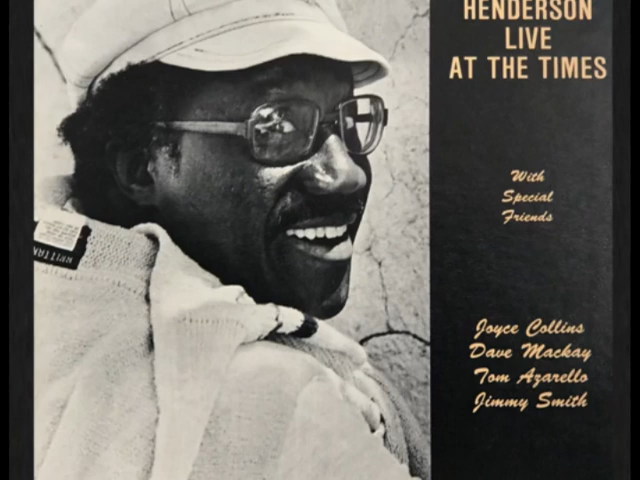 HENDERSON
LIVE
AT THE TIMES
With
Special
Friends
Joyce Collins
Dave Mackay
Tom Azarello
Jimmy Smith